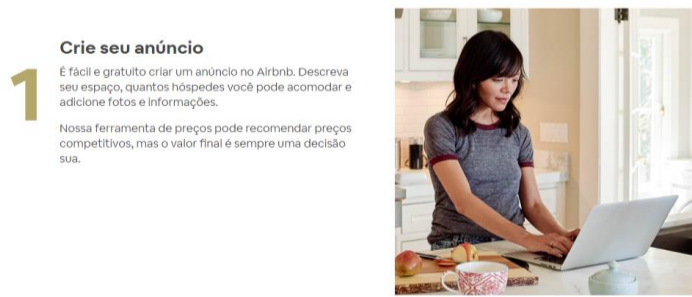 Crie seu anúncio
1
É fácil e gratuito criar um anúncio no Airbnb. Descreva
seu espaço, quantos hóspedes você pode acomodar e
adicione fotos e informações.
Nossa ferramenta de preços pode recomendar preços
competitivos, mas o valor final é sempre uma decisão
sua.